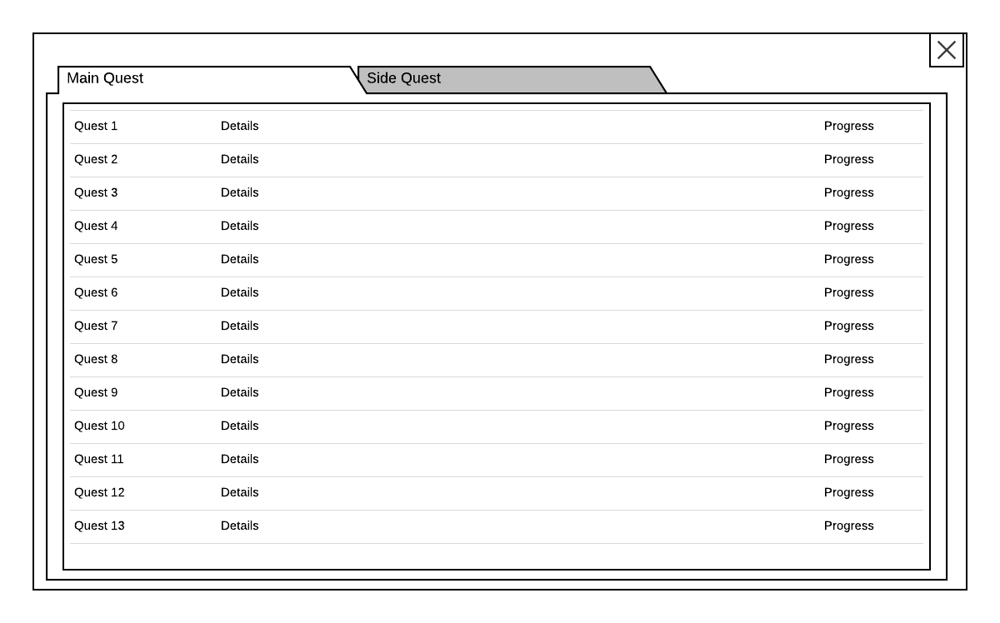 Main Quest
Side Quest
Quest 1 Details Progress
Quest 2 Details Progress
Quest 3 Details Progress
Quest 4 Details Progress
Quest 5 Details Progress
Quest 6 Details Progress
Quest 7 Details Progress
Quest 8 Details Progress
Quest 9 Details Progress
Quest 10 Details Progress
Quest 11 Details Progress
Quest 12 Details Progress
Quest 13 Details Progress